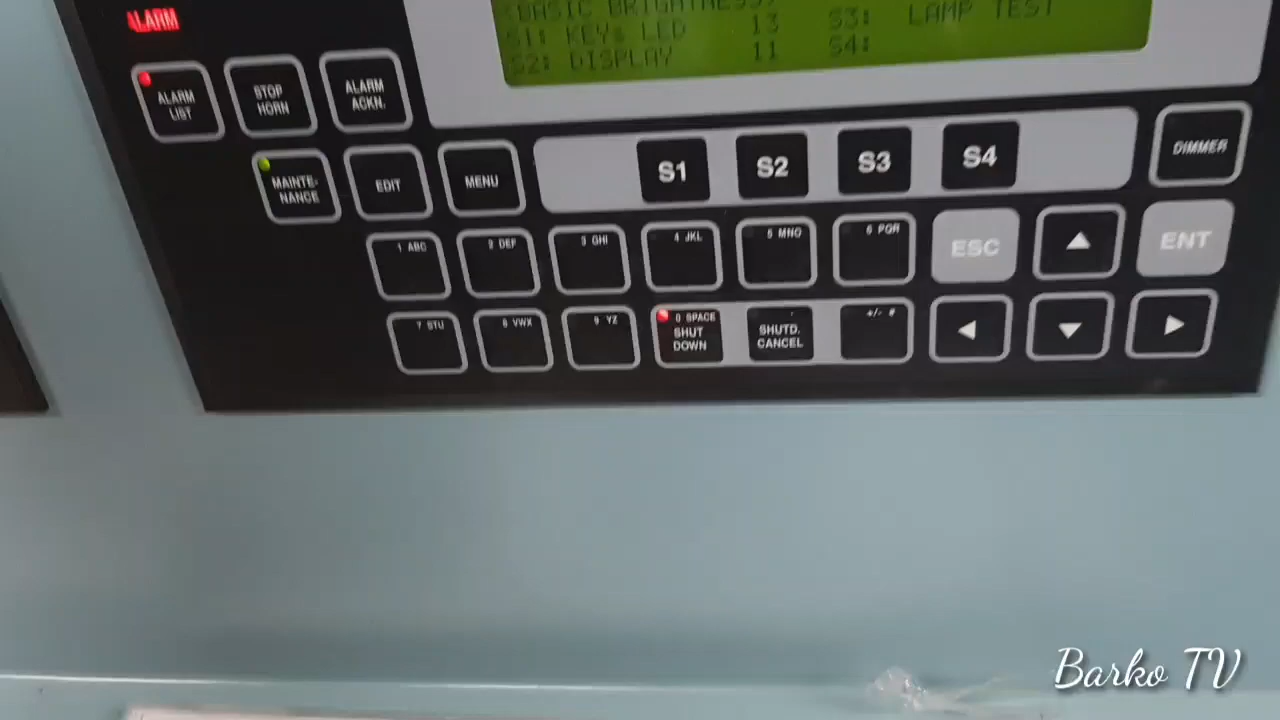 ALARM
<BASIC BRIGHTNESS>
S1: KEYs LED 13 S3: LAMP TEST
S2: DISPLAY 11 S4:
ALARM LIST
STOP HORN
ALARM ACKN.
MAINTE-NANCE
EDIT
MENU
S1
S2
S3
S4
DIMMER
1 ABC
2 DEF
3 GHI
4 JKL
5 MNO
6 PQR
ESC
ENT
7 STU
8 VWX
9 YZ
0 SPACE
SHUT DOWN
SHUTD. CANCEL
+/- #
Barko TV